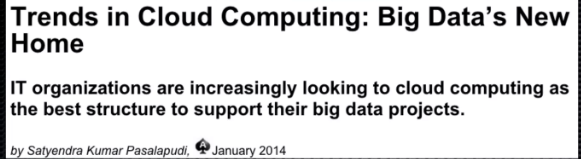 Trends in Cloud Computing: Big Data's New
Home
IT organizations are increasingly looking to cloud computing as
the best structure to support their big data projects.
by Satyendra Kumar Pasalapudi, January 2014